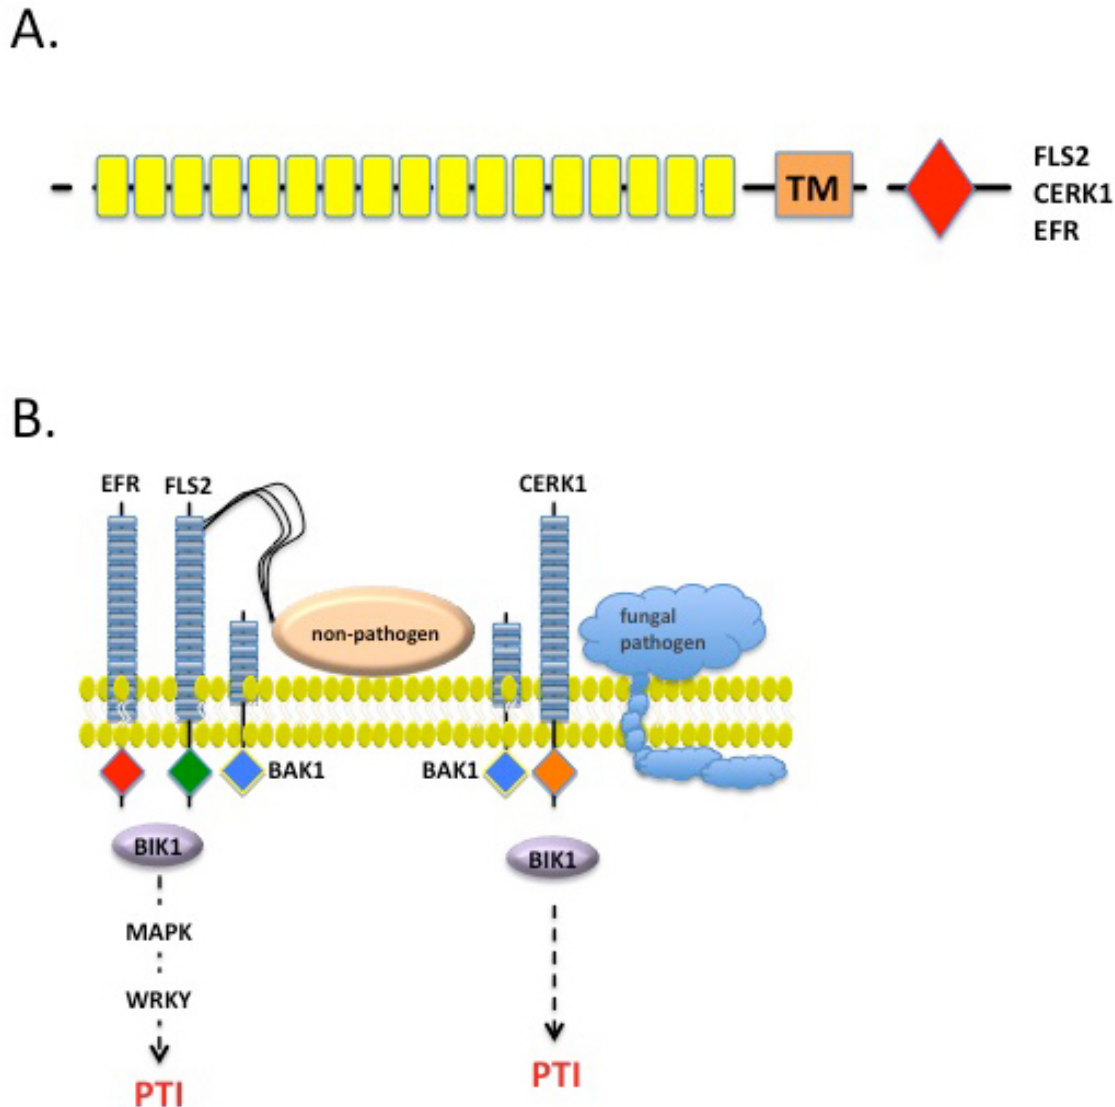 A.
TM
FLS2
CERK1
EFR
B.
EFR FLS2
CERK1
non-pathogen
fungal
pathogen
BAK1
BAK1
BIK1
BIK1
MAPK
WRKY
PTI
PTI